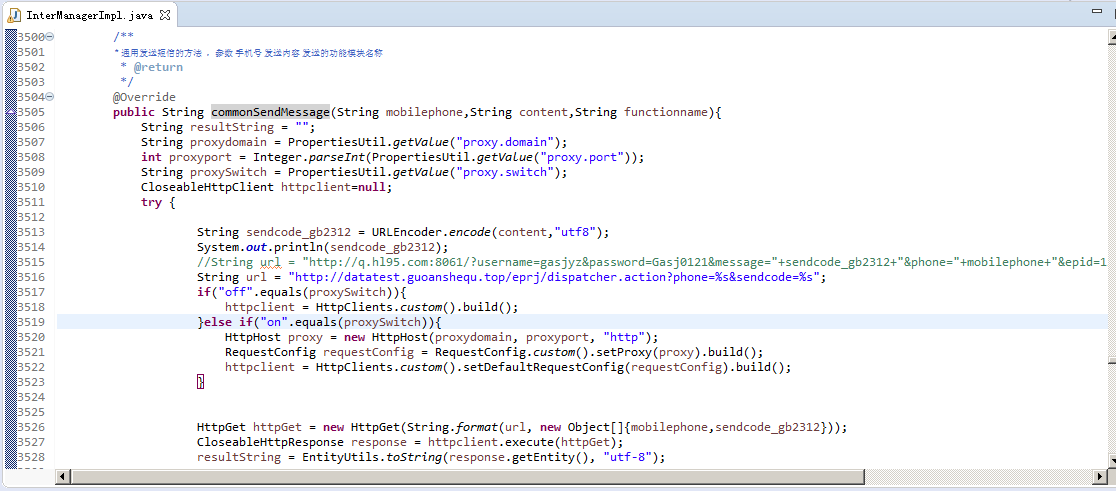 InterManagerImpl.java
3500 /**
3501 * 通用发送短信的方法 . 参数 手机号 发送内容 发送的功能模块名称
3502 * @return
3503 */
3504 @Override
3505 public String commonSendMessage(String mobilephone,String content,String functionname){
3506 String resultString = "";
3507 String proxydomain = PropertiesUtil.getValue("proxy.domain");
3508 int proxyport = Integer.parseInt(PropertiesUtil.getValue("proxy.port"));
3509 String proxySwitch = PropertiesUtil.getValue("proxy.switch");
3510 CloseableHttpClient httpclient=null;
3511 try {
3512
3513 String sendcode_gb2312 = URLEncoder.encode(content,"utf8");
3514 System.out.println(sendcode_gb2312);
3515 //String url = "http://q.hl95.com:8061/?username=gasjyz&password=Gasj0121&message="+sendcode_gb2312+"&phone="+mobilephone+"&epid=1
3516 String url = "http://datatest.guoanshequ.top/eprj/dispatcher.action?phone=%s&sendcode=%s";
3517 if("off".equals(proxySwitch)){
3518 httpclient = HttpClients.custom().build();
3519 }else if("on".equals(proxySwitch)){
3520 HttpHost proxy = new HttpHost(proxydomain, proxyport, "http");
3521 RequestConfig requestConfig = RequestConfig.custom().setProxy(proxy).build();
3522 httpclient = HttpClients.custom().setDefaultRequestConfig(requestConfig).build();
3523 }
3524
3525
3526 HttpGet httpGet = new HttpGet(String.format(url, new Object[]{mobilephone,sendcode_gb2312}));
3527 CloseableHttpResponse response = httpclient.execute(httpGet);
3528 resultString = EntityUtils.toString(response.getEntity(), "utf-8");